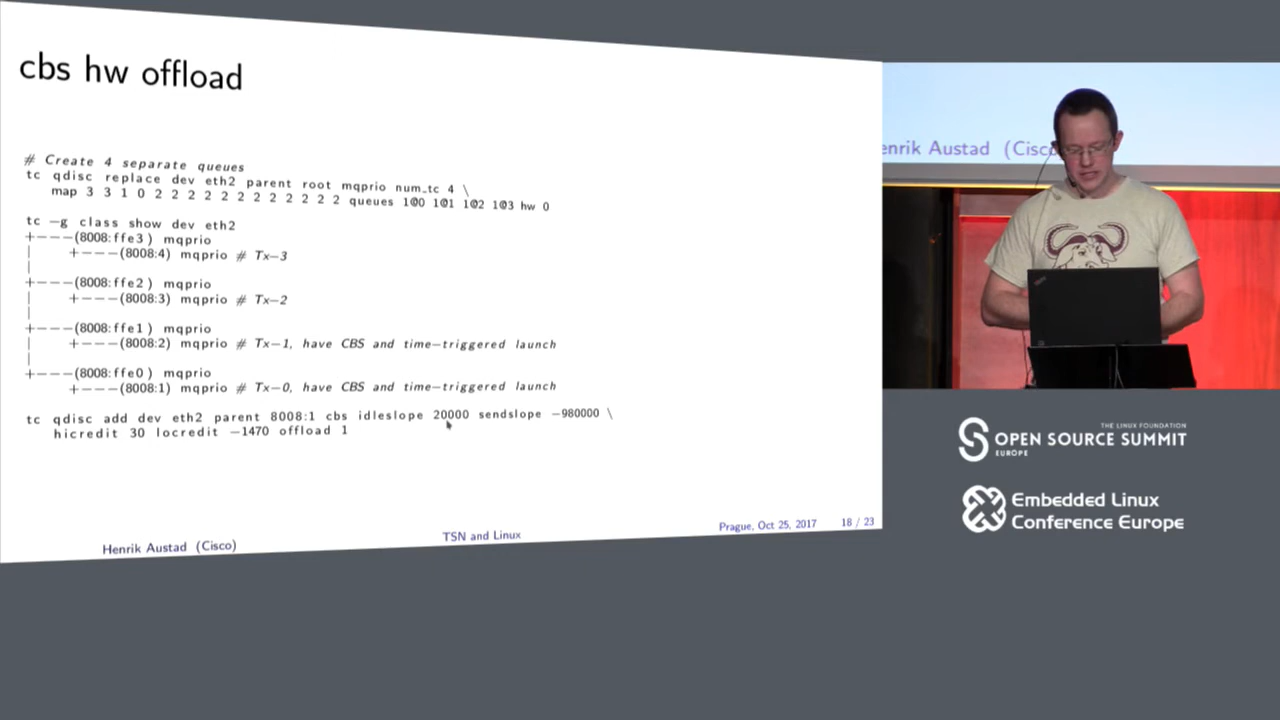 cbs hw offload
# Create 4 separate queues
tc qdisc replace dev eth2 parent root mqprio num_tc 4 \
map 3 3 1 0 2 2 2 2 2 2 2 2 2 2 2 2 queues 1@0 1@1 1@2 1@3 hw 0
tc -g class show dev eth2
+---(8008:ffe3) mqprio
| +---(8008:4) mqprio # Tx-3
|
+---(8008:ffe2) mqprio
| +---(8008:3) mqprio # Tx-2
|
+---(8008:ffe1) mqprio
| +---(8008:2) mqprio # Tx-1, have CBS and time-triggered launch
|
+---(8008:ffe0) mqprio
+---(8008:1) mqprio # Tx-0, have CBS and time-triggered launch
tc qdisc add dev eth2 parent 8008:1 cbs idleslope 20000 sendslope -980000 \
hicredit 30 locredit -1470 offload 1
Henrik Austad (Cisco)
TSN and Linux
Prague, Oct 25, 2017
18 / 23
enrik Austad (Cisc
THE LINUX FOUNDATION
OPEN SOURCE SUMMIT
EUROPE
Embedded Linux
Conference Europe